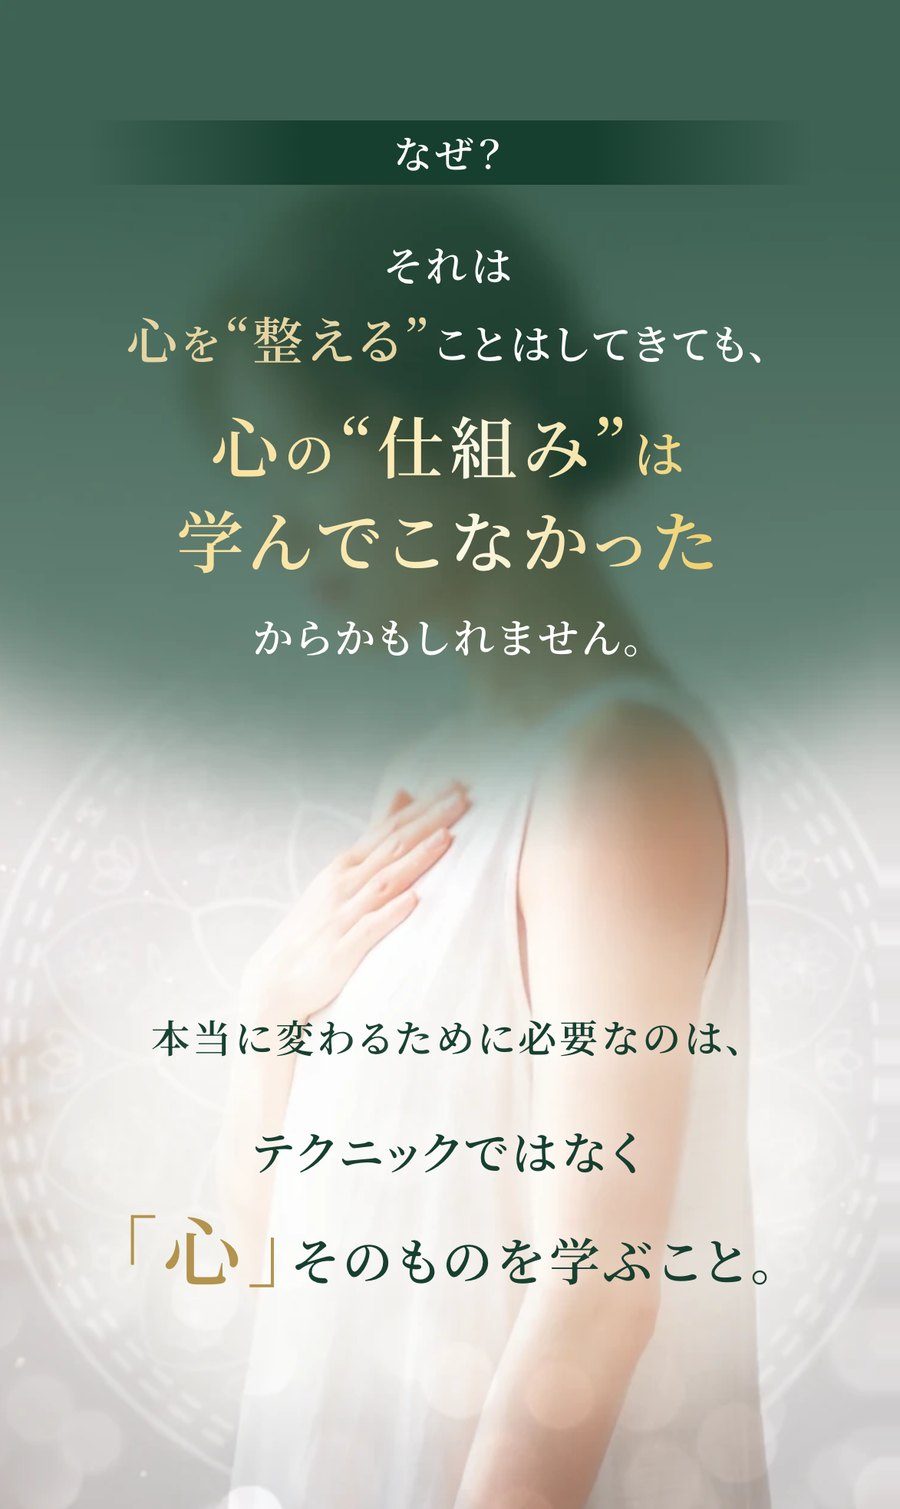 なぜ？
それは
心を“整える”ことはしてきても、
心の“仕組み”は
学んでこなかった
からかもしれません。
本当に変わるために必要なのは、
テクニックではなく
「心」そのものを学ぶこと。